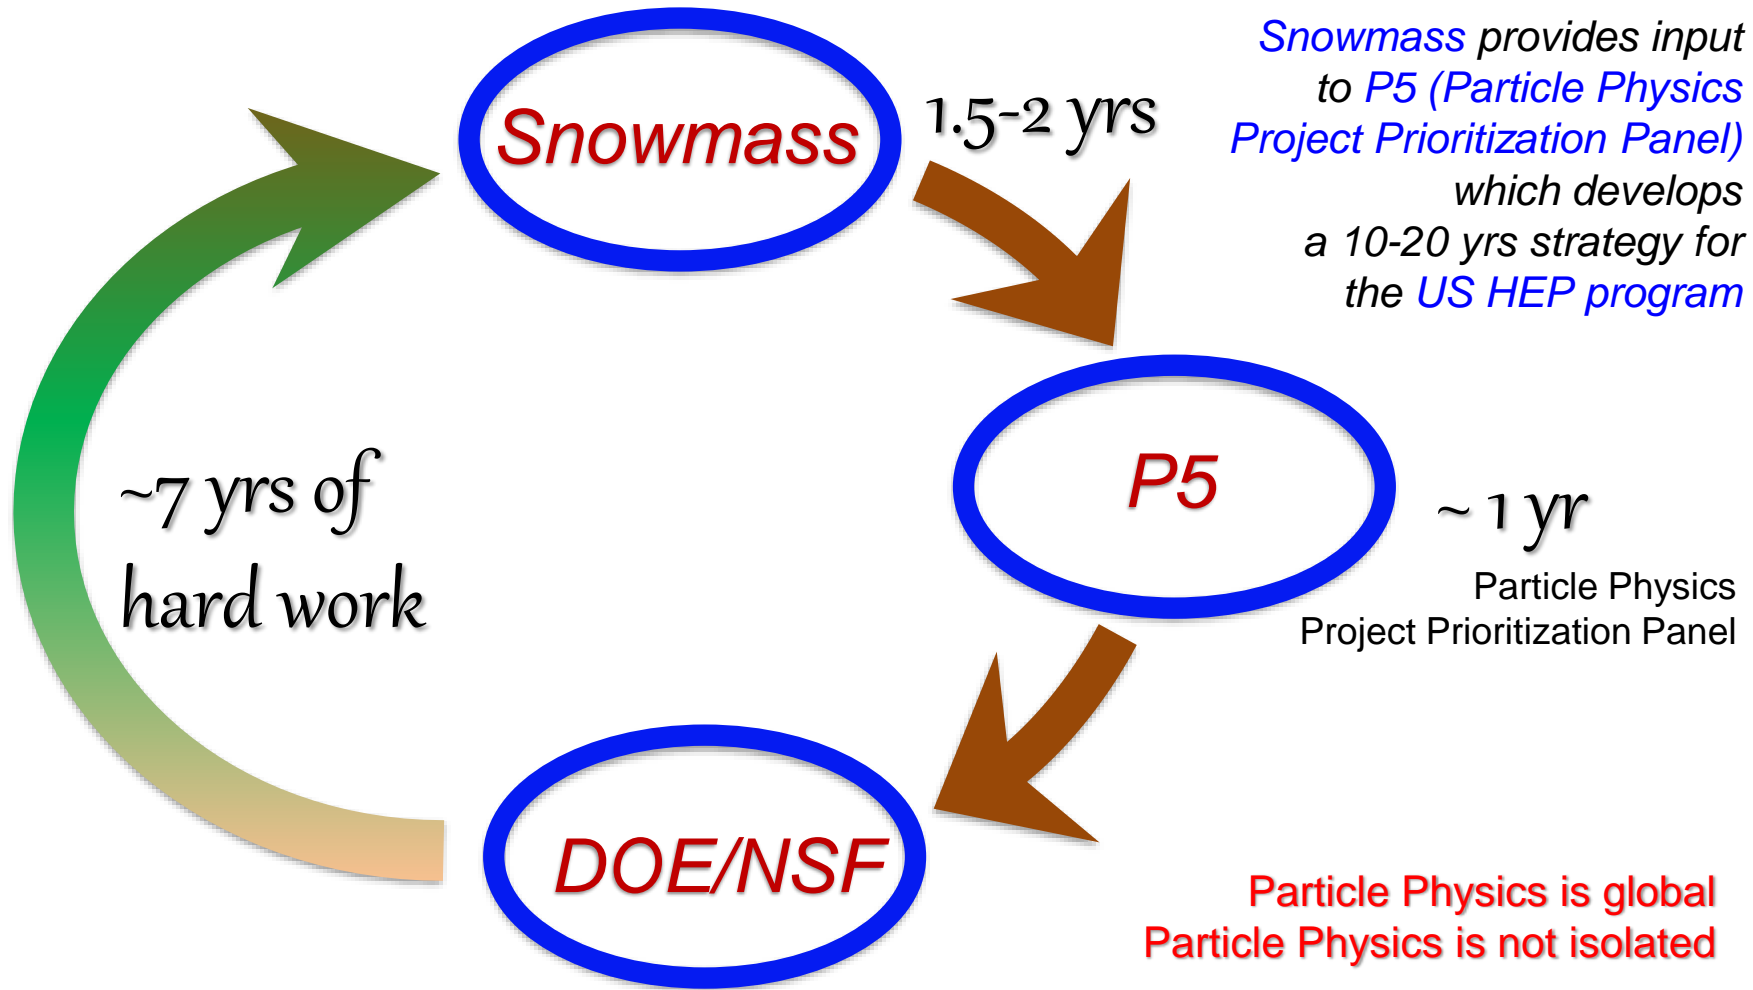 Snowmass
1.5-2 yrs
Snowmass provides input
to P5 (Particle Physics
Project Prioritization Panel)
which develops
a 10-20 yrs strategy for
the US HEP program
~7 yrs of
hard work
P5
~ 1 yr
Particle Physics
Project Prioritization Panel
DOE/NSF
Particle Physics is global
Particle Physics is not isolated